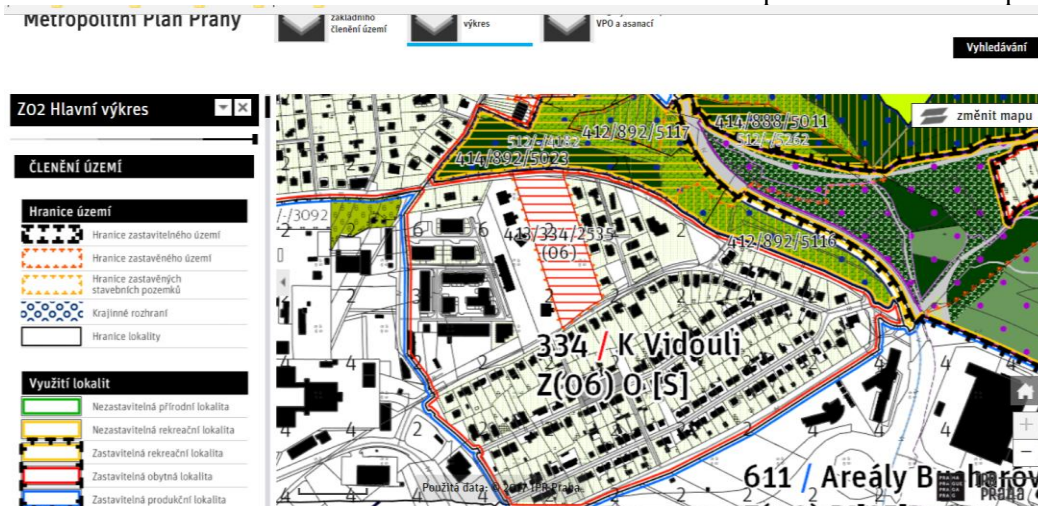 Metropolitní Plán Prahy
základního
členění území
výkres
VPO a asanací
Vyhledávání
Z02 Hlavní výkres
změnit mapu
ČLENĚNÍ ÚZEMÍ
Hranice území
Hranice zastavitelného území
Hranice zastavěného území
Hranice zastavěných
stavebních pozemků
Krajinné rozhraní
Hranice lokality
Využití lokalit
Nezastavitelná přírodní lokalita
Nezastavitelná rekreační lokalita
Zastavitelná rekreační lokalita
Zastavitelná obytná lokalita
Zastavitelná produkční lokalita
412/892/5117
414/888/5011
512/-/4182
512/-/5262
414/892/5023
/-/3092
413/334/2535
(06)
412/892/5116
334 / K Vidouli
Z(06) O [S]
611 / Areály
Použitá data: © 2017 IPR Praha